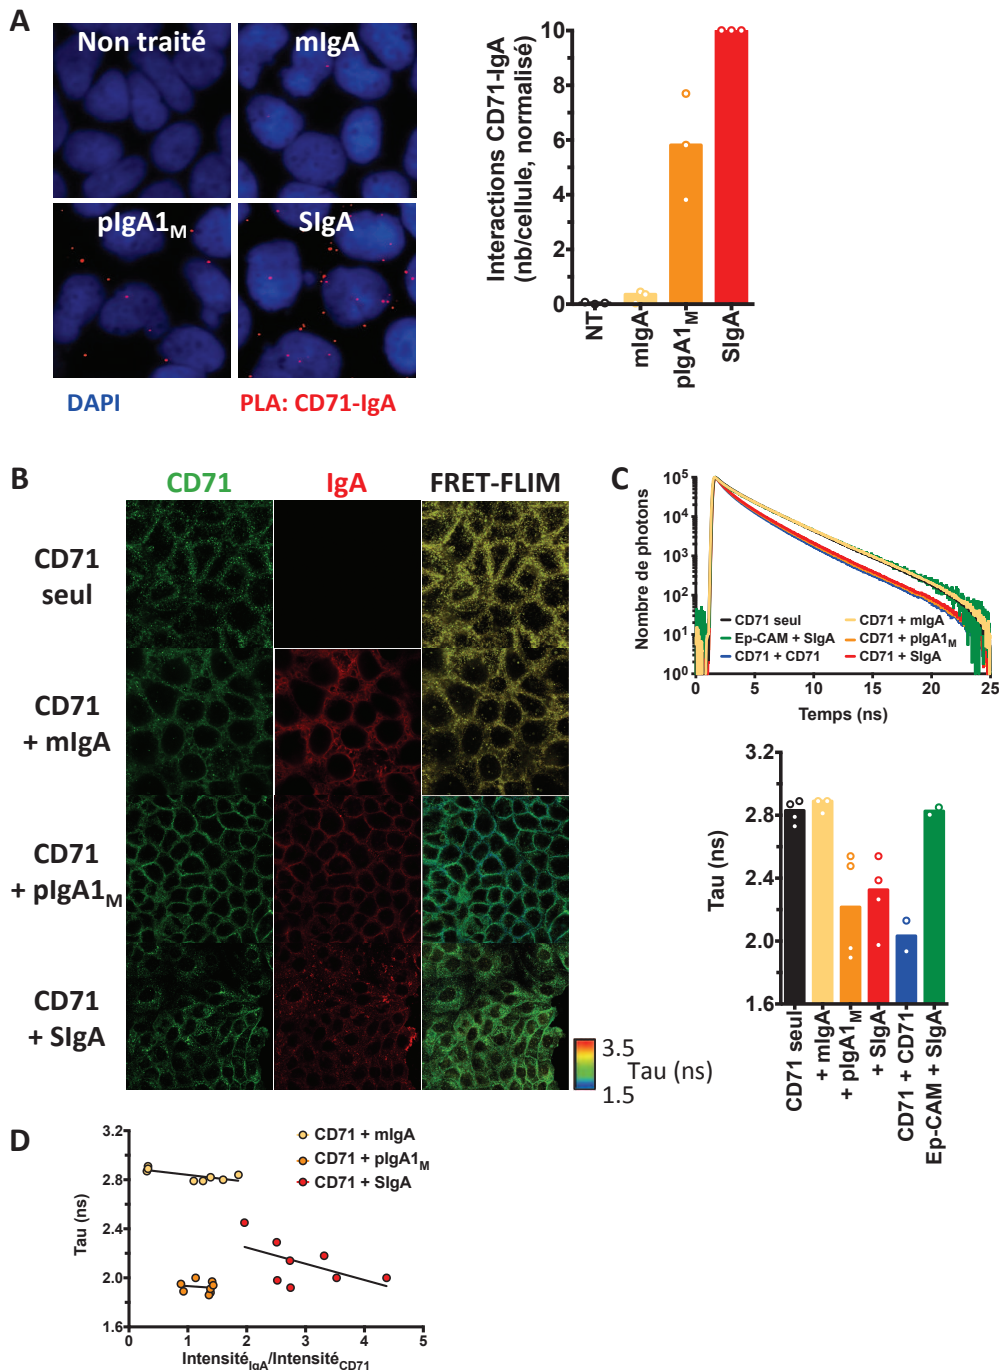 A
Non traité
mIgA
pIgA1M
SIgA
DAPI
PLA: CD71-IgA
Interactions CD71-IgA
(nb/cellule, normalisé)
10
8
6
4
2
0
NT
mIgA
pIgA1M
SIgA
B
CD71
IgA
FRET-FLIM
CD71
seul
CD71
+ mIgA
CD71
+ pIgA1M
CD71
+ SIgA
3.5
Tau (ns)
1.5
C
Nombre de photons
10^5
10^4
10^3
10^2
10^1
10^0
CD71 seul
Ep-CAM + SIgA
CD71 + CD71
CD71 + mIgA
CD71 + pIgA1M
CD71 + SIgA
5
10
15
20
25
Temps (ns)
Tau (ns)
3.2
2.8
2.4
2.0
1.6
CD71 seul
+ mIgA
+ pIgA1M
+ SIgA
CD71 + CD71
Ep-CAM + SIgA
D
Tau (ns)
3.2
2.8
2.4
2.0
1.6
CD71 + mIgA
CD71 + pIgA1M
CD71 + SIgA
0
1
2
3
4
5
IntensitéIgA/IntensitéCD71